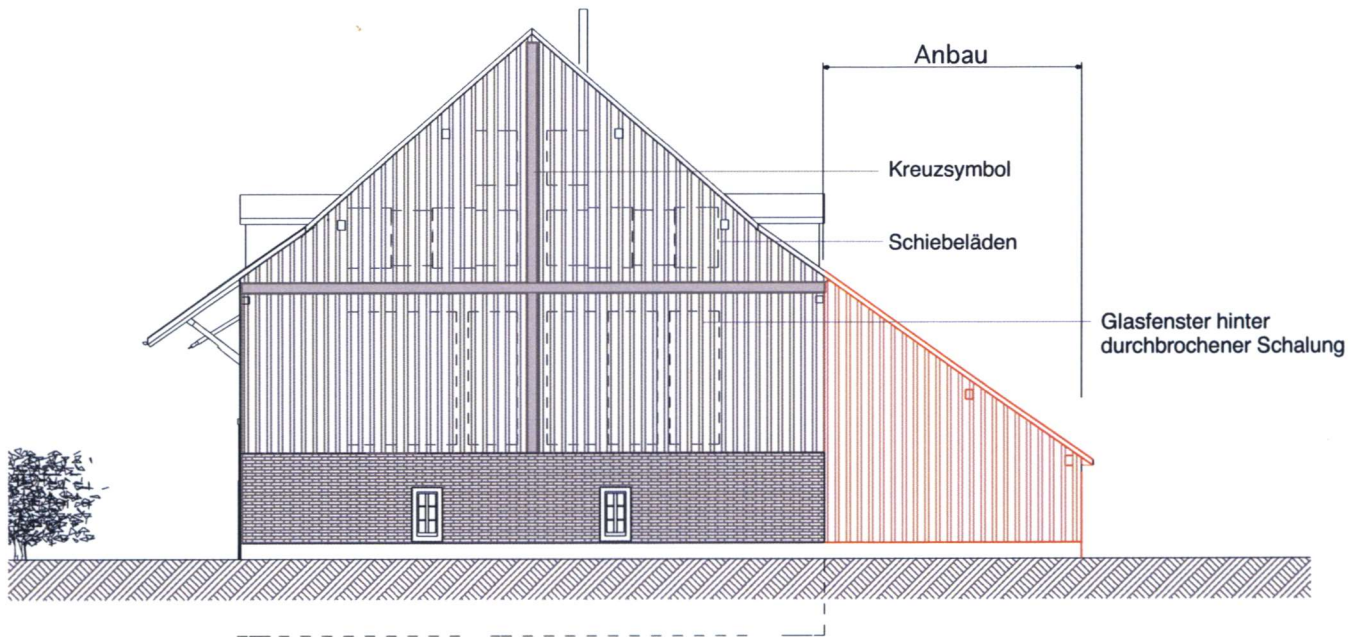 Anbau
Kreuzsymbol
Schiebeläden
Glasfenster hinter
durchbrochener Schalung